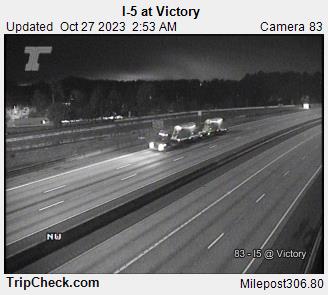 I-5 at Victory
Updated  Oct 27 2023  2:53 AM
Camera 83
T
NW
83 - I5 @ Victory
TripCheck.com
Milepost306.80